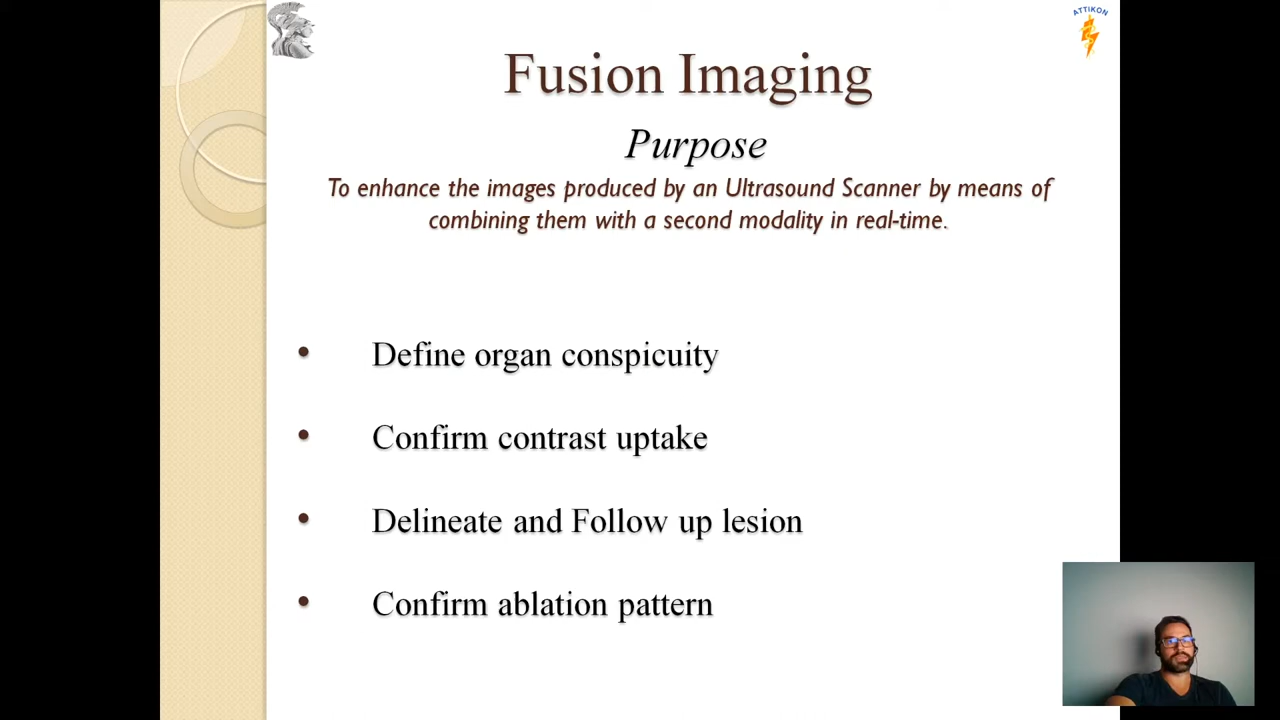 ATTIKON
Fusion Imaging
Purpose
To enhance the images produced by an Ultrasound Scanner by means of
combining them with a second modality in real-time.
• Define organ conspicuity
• Confirm contrast uptake
• Delineate and Follow up lesion
• Confirm ablation pattern